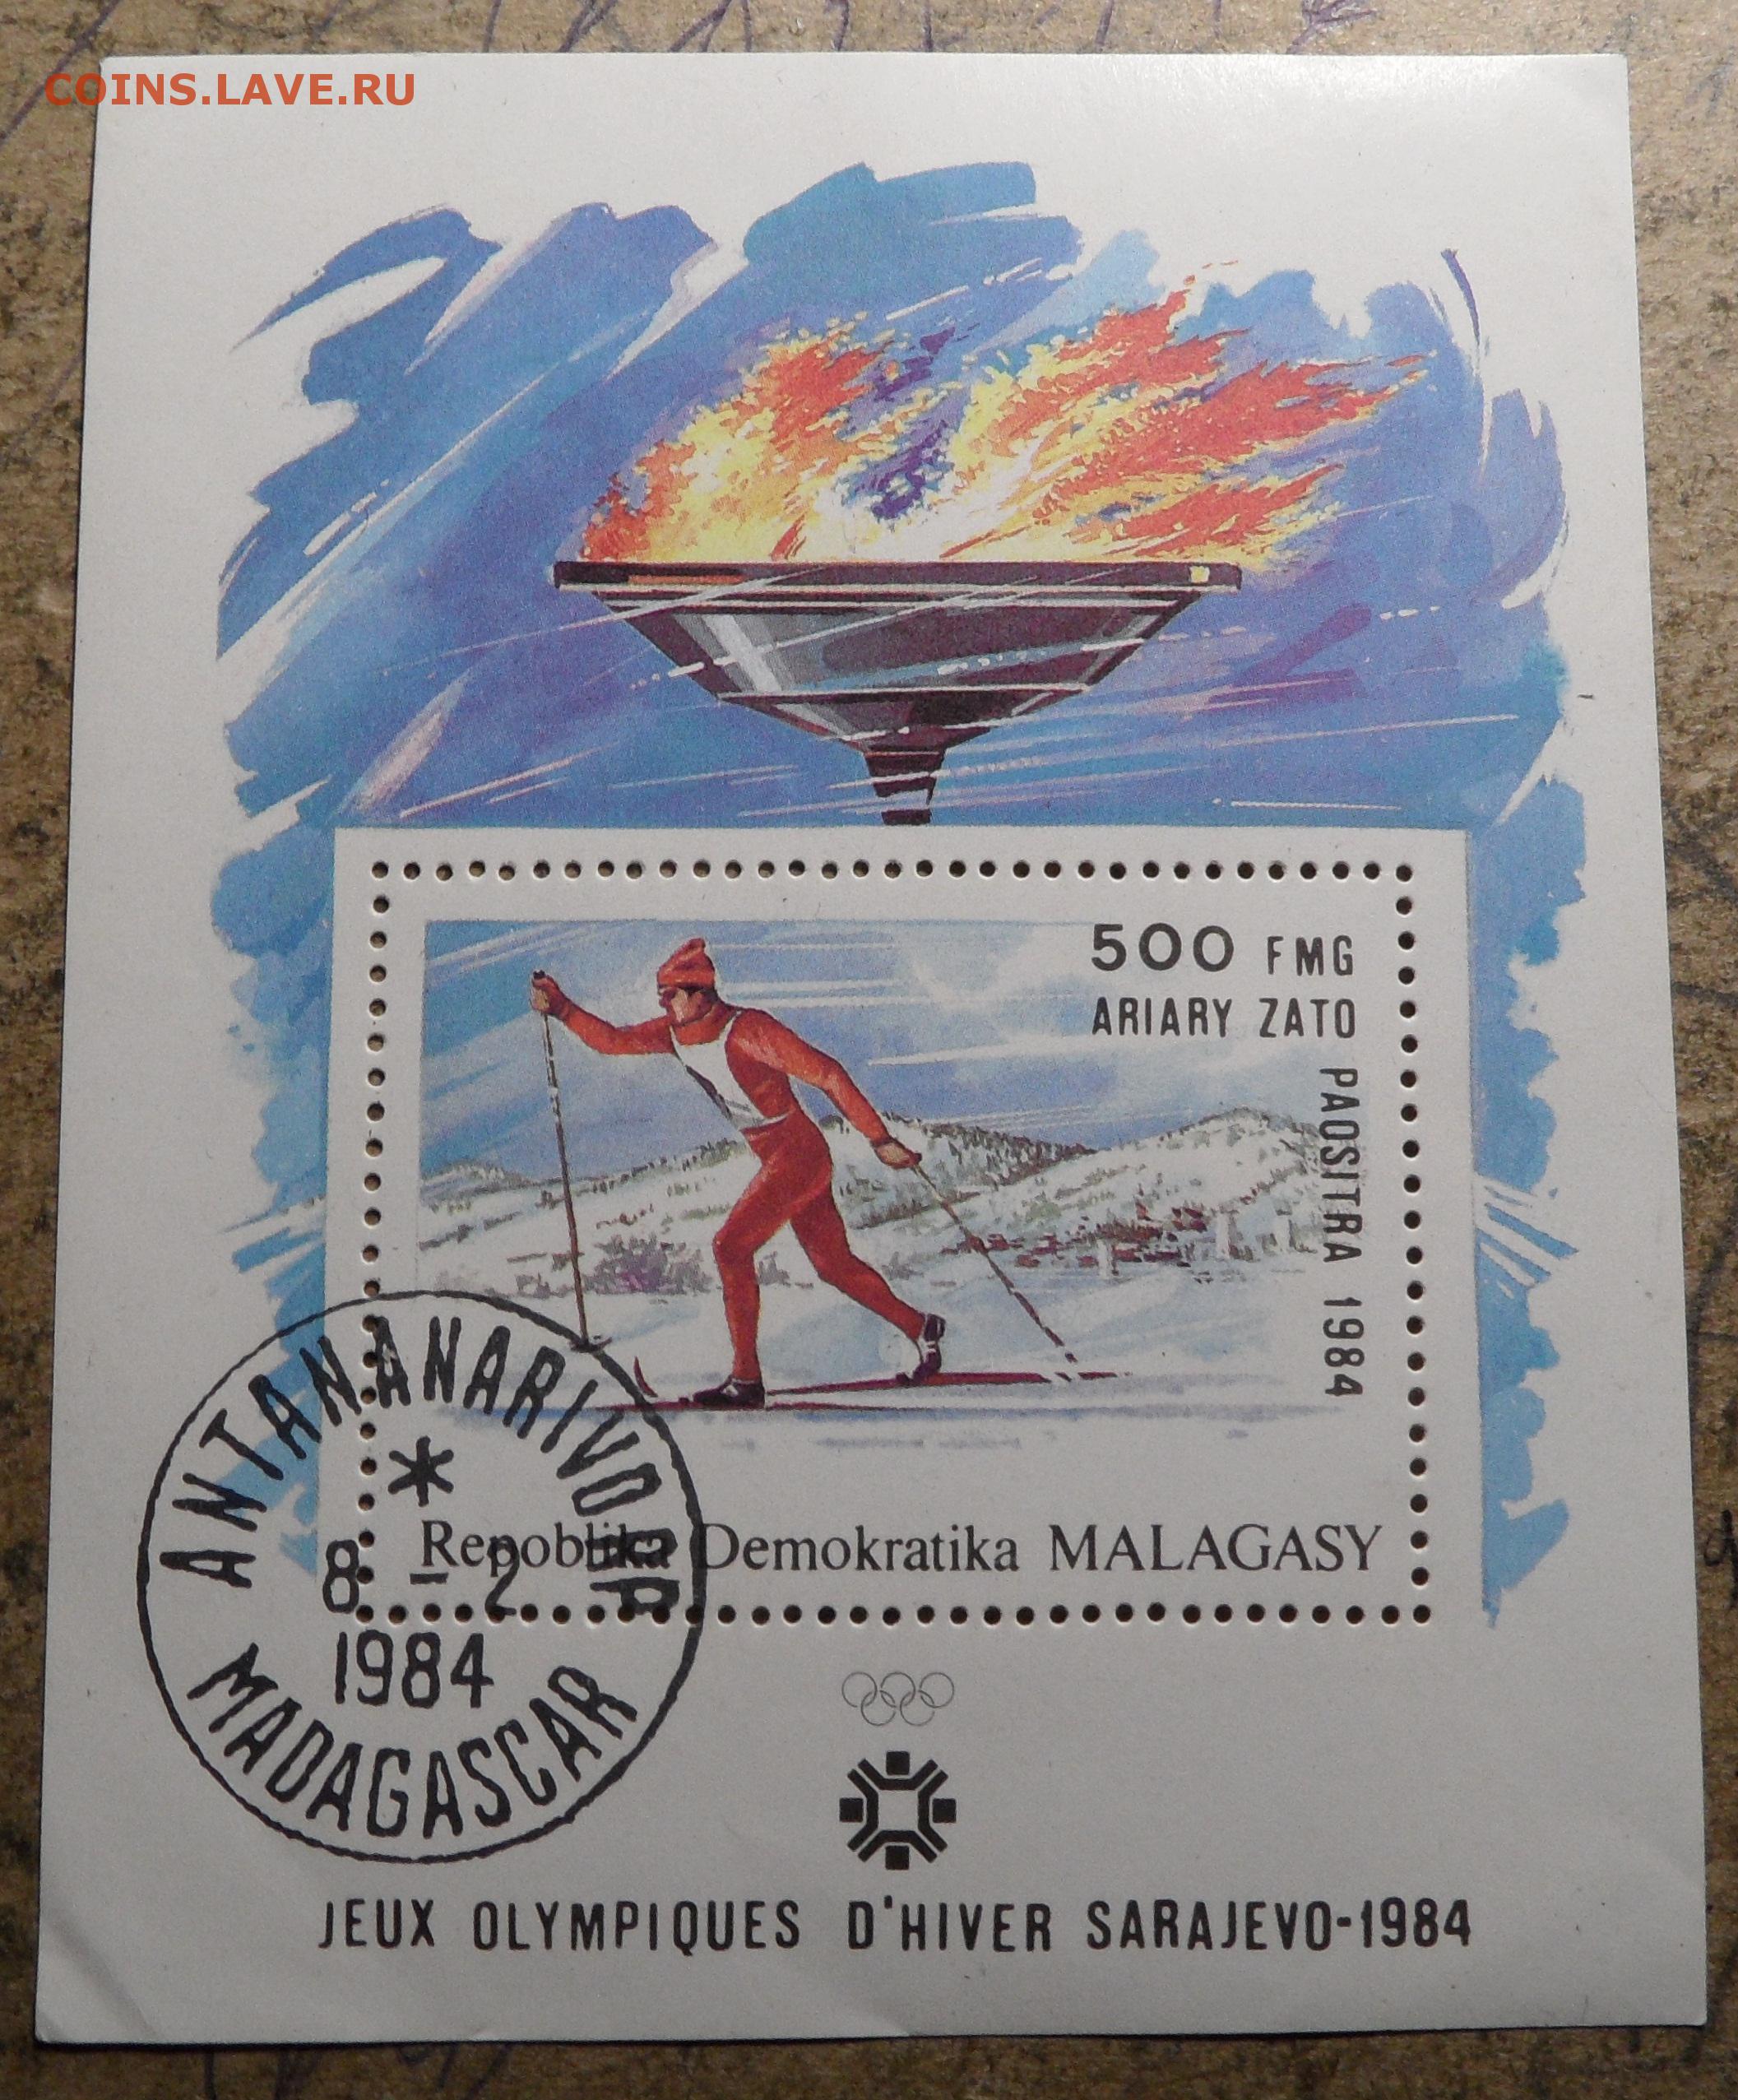 COINS.LAVE.RU
500 FMG
ARIARY ZATO
PAOSITRA 1984
Repoblika Demokratika MALAGASY
ANTANANARIVO RP
8 - 2
1984
MADAGASCAR
JEUX OLYMPIQUES D'HIVER SARAJEVO-1984